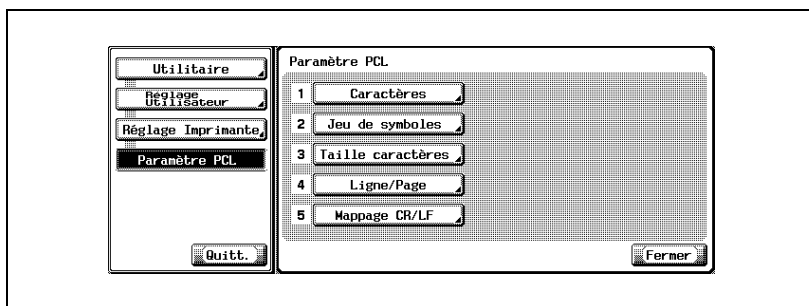 Utilitaire
Réglage
Utilisateur
Réglage Imprimante
Paramètre PCL
Quitt.
Paramètre PCL
1 Caractères
2 Jeu de symboles
3 Taille caractères
4 Ligne/Page
5 Mappage CR/LF
Fermer